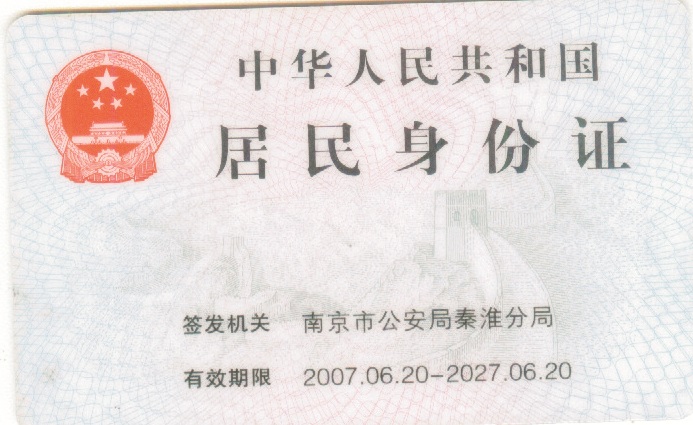 中华人民共和国
居民身份证
签发机关 南京市公安局秦淮分局
有效期限 2007.06.20-2027.06.20